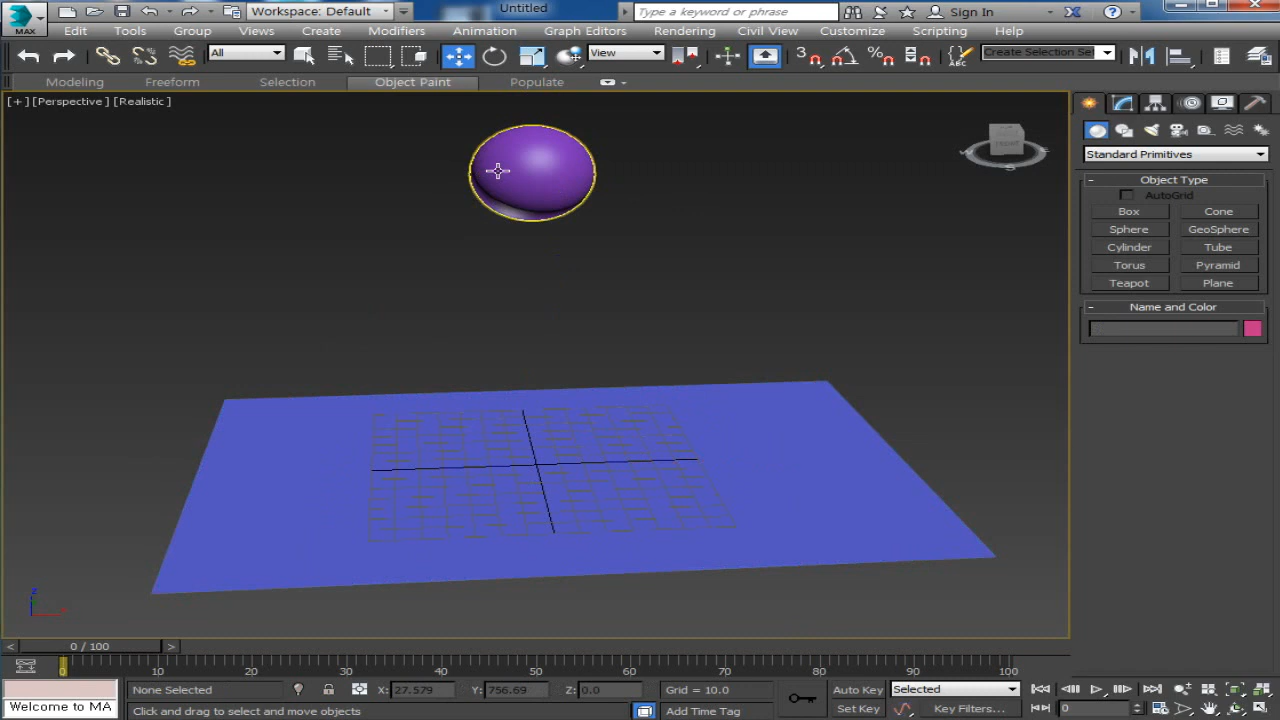 MAX
Workspace: Default
Untitled
Type a keyword or phrase
Sign In
Edit Tools Group Views Create Modifiers Animation Graph Editors Rendering Civil View Customize Scripting Help
All
View
3
%
ABC
Create Selection Se
Modeling Freeform Selection Object Paint Populate
[+] [Perspective] [Realistic]
Standard Primitives
- Object Type
AutoGrid
Box Cone
Sphere GeoSphere
Cylinder Tube
Torus Pyramid
Teapot Plane
- Name and Color
FRONT
S
z
< 0 / 100 >
0 10 20 30 40 50 60 70 80 90 100
None Selected X: 27.579 Y: 756.69 Z: 0.0 Grid = 10.0 Auto Key Selected
Welcome to MA Click and drag to select and move objects Add Time Tag Set Key Key Filters... 0